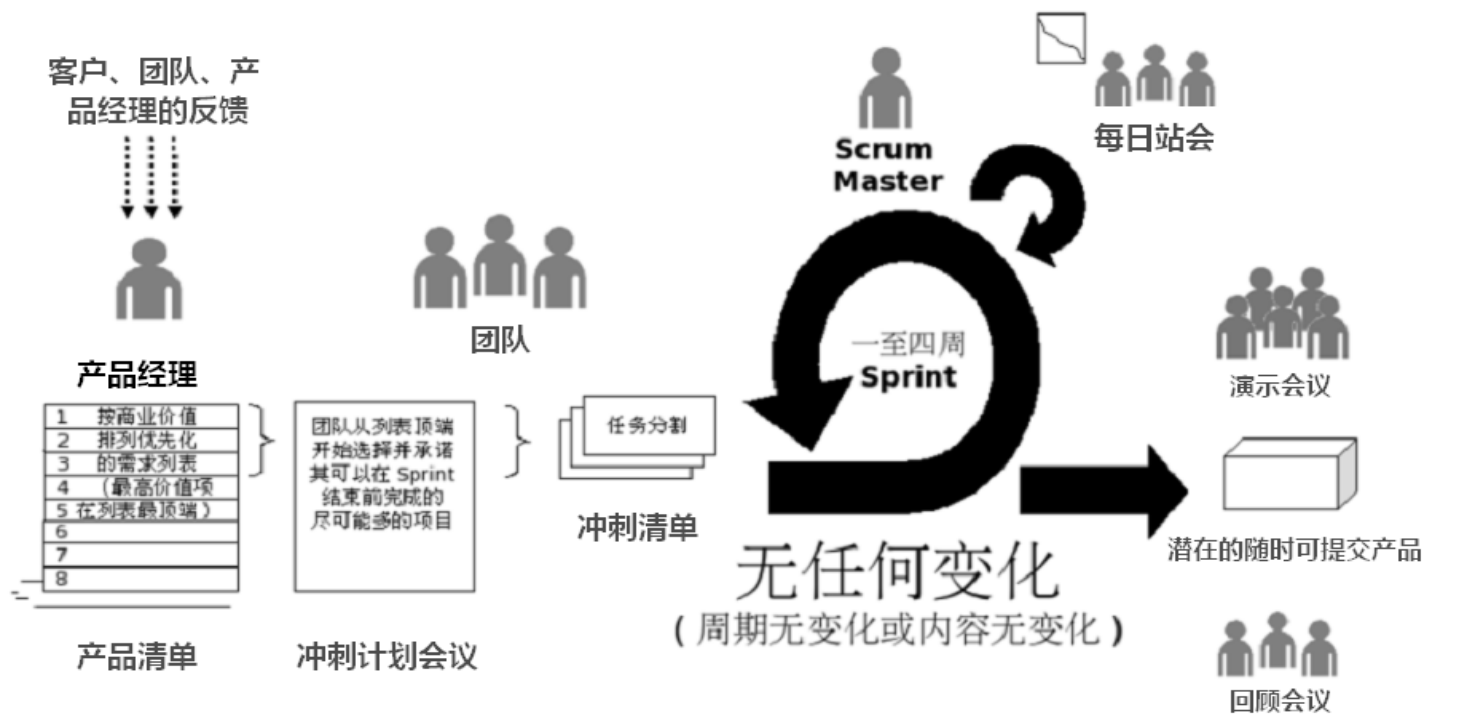 客户、团队、产
品经理的反馈
产品经理
1 按商业价值
2 排列优先化
3 的需求列表
4 （最高价值项
5 在列表最顶端）
6
7
8
产品清单
团队
团队从列表顶端
开始选择并承诺
其可以在 Sprint
结束前完成的
尽可能多的项目
冲刺计划会议
任务分割
冲刺清单
Scrum
Master
每日站会
一至四周
Sprint
无任何变化
（周期无变化或内容无变化）
演示会议
潜在的随时可提交产品
回顾会议